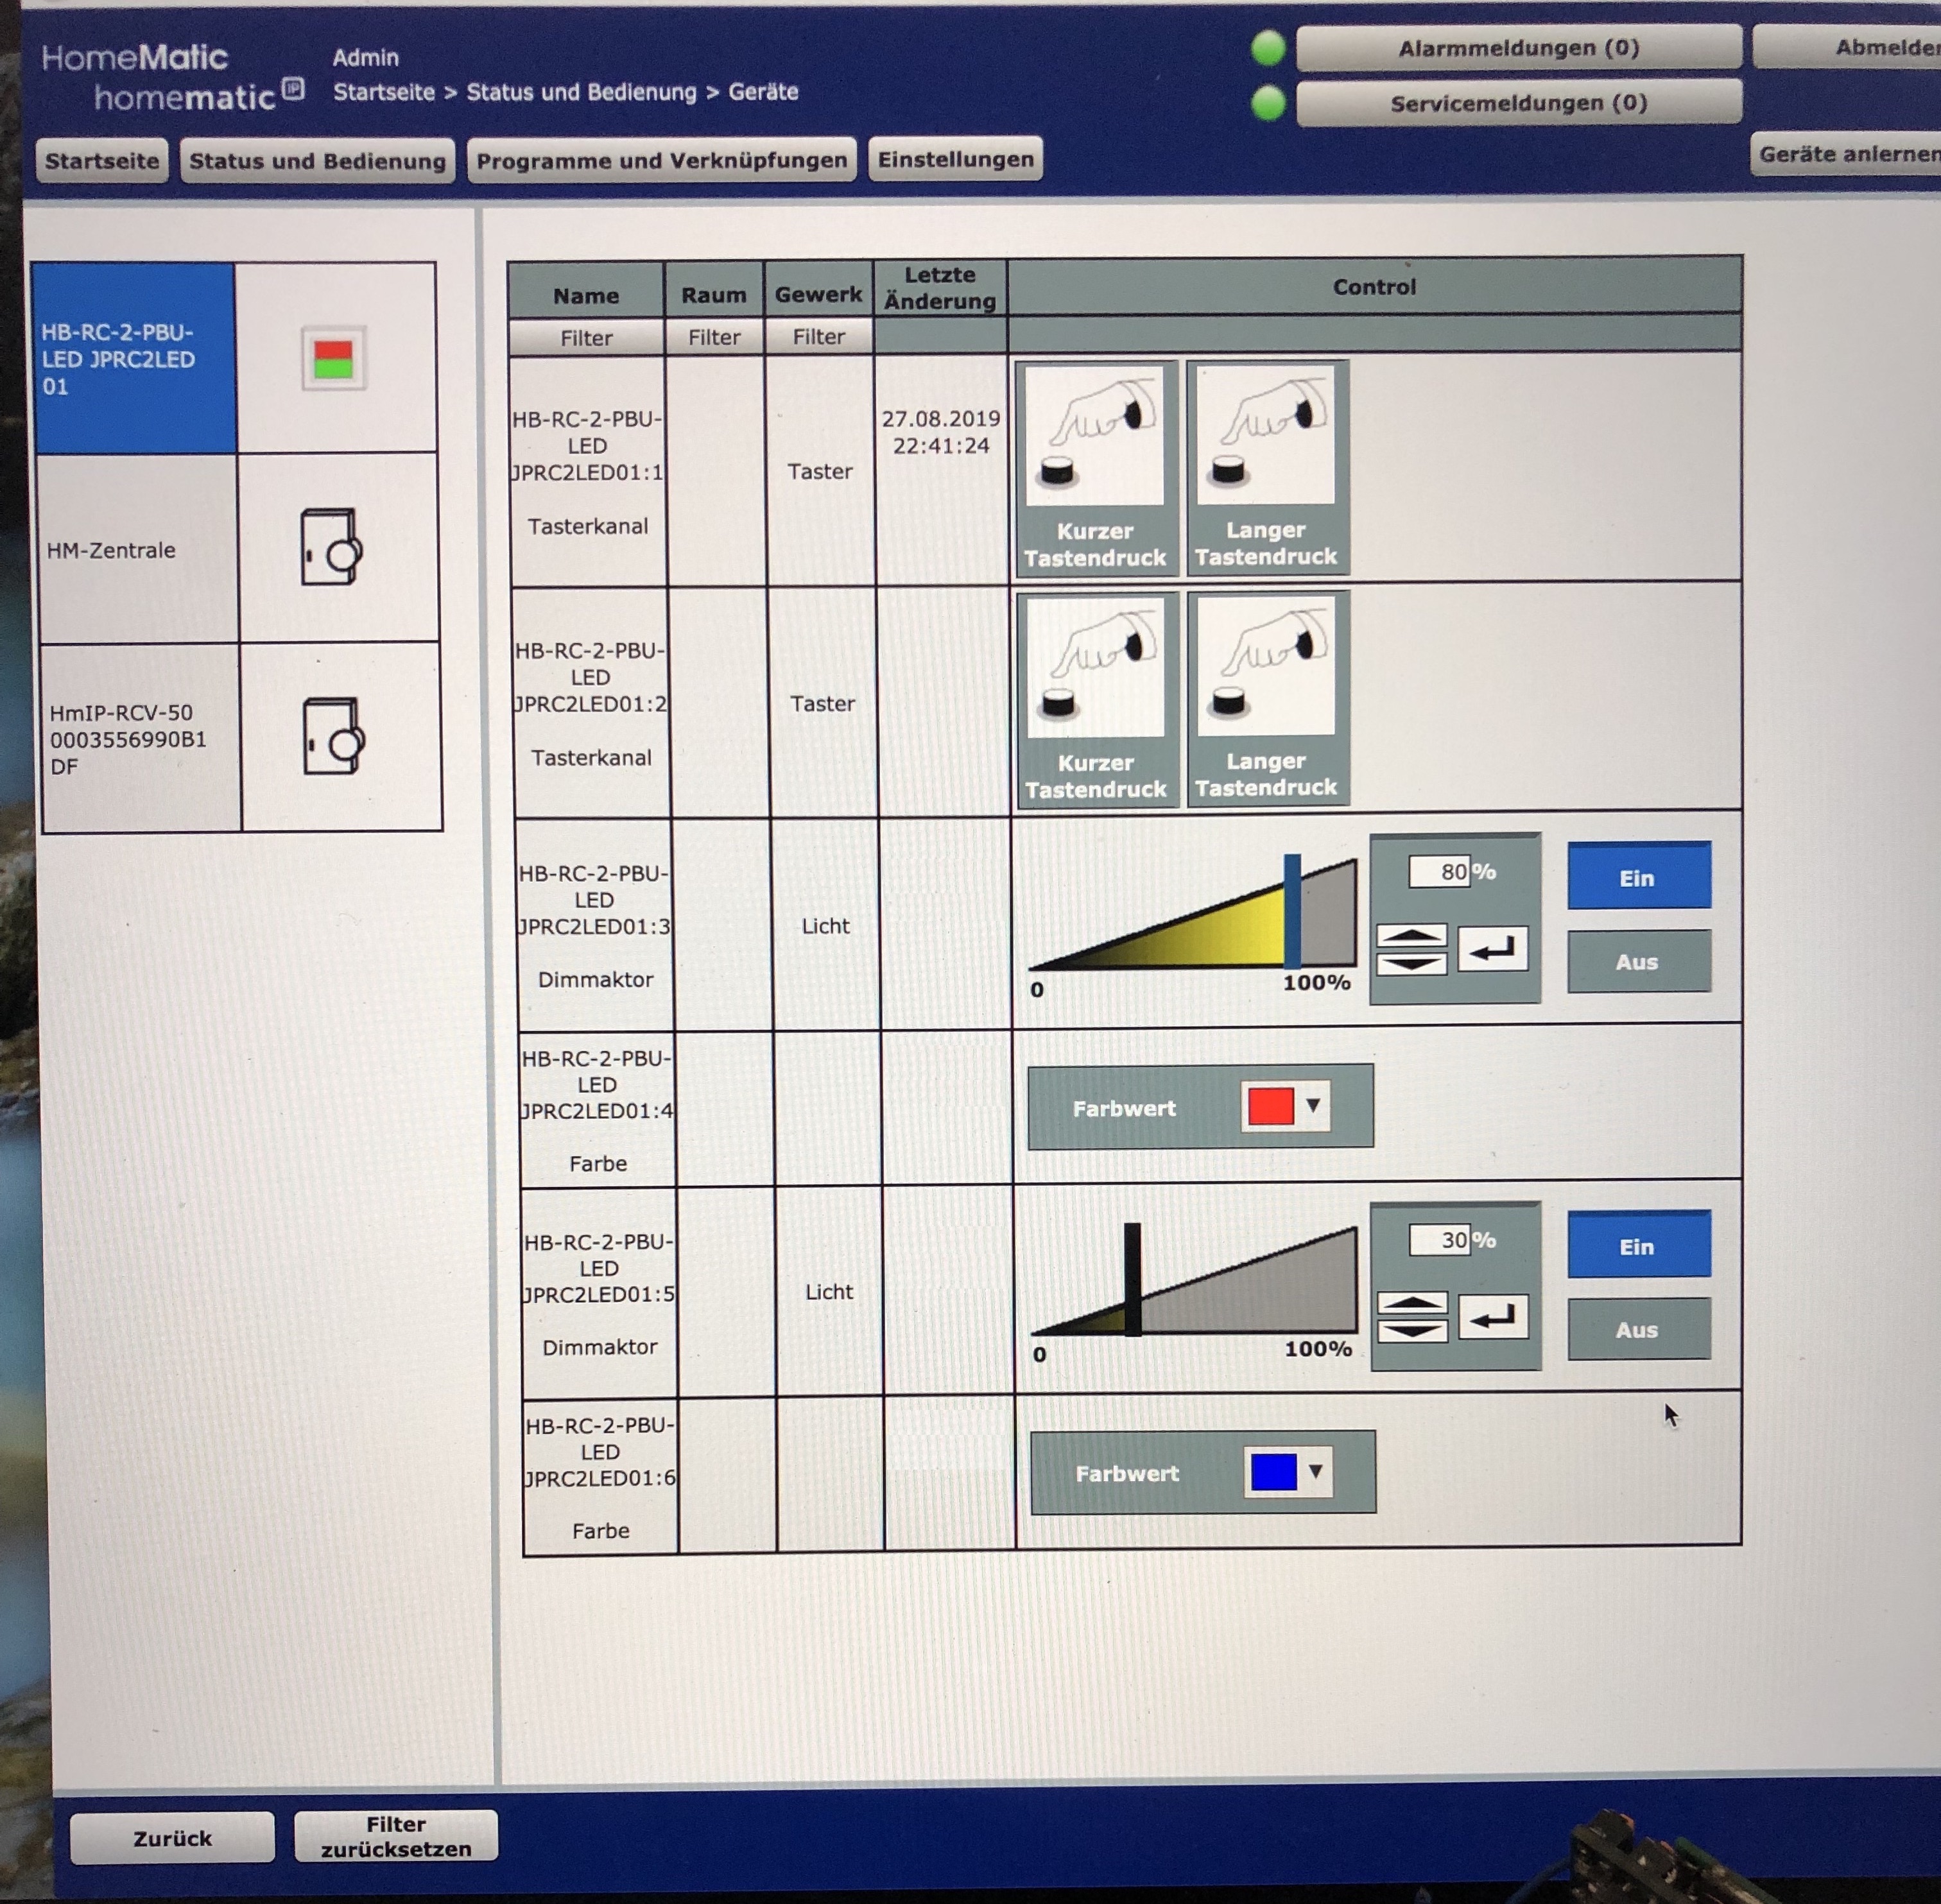 HomeMatic
homematic IP
Admin
Startseite > Status und Bedienung > Geräte
Alarmmeldungen (0)
Servicemeldungen (0)
Abmelde
Startseite
Status und Bedienung
Programme und Verknüpfungen
Einstellungen
Geräte anlernen
HB-RC-2-PBU-
LED JPRC2LED
01
HM-Zentrale
HmIP-RCV-50
0003556990B1
DF
Name
Raum
Gewerk
Letzte
Änderung
Control
Filter
Filter
Filter
HB-RC-2-PBU-
LED
JPRC2LED01:1
Tasterkanal
Taster
27.08.2019
22:41:24
Kurzer
Tastendruck
Langer
Tastendruck
HB-RC-2-PBU-
LED
JPRC2LED01:2
Tasterkanal
Taster
Kurzer
Tastendruck
Langer
Tastendruck
HB-RC-2-PBU-
LED
JPRC2LED01:3
Dimmaktor
Licht
0
100%
80%
Ein
Aus
HB-RC-2-PBU-
LED
JPRC2LED01:4
Farbe
Farbwert
HB-RC-2-PBU-
LED
JPRC2LED01:5
Dimmaktor
Licht
0
100%
30%
Ein
Aus
HB-RC-2-PBU-
LED
JPRC2LED01:6
Farbe
Farbwert
Zurück
Filter
zurücksetzen